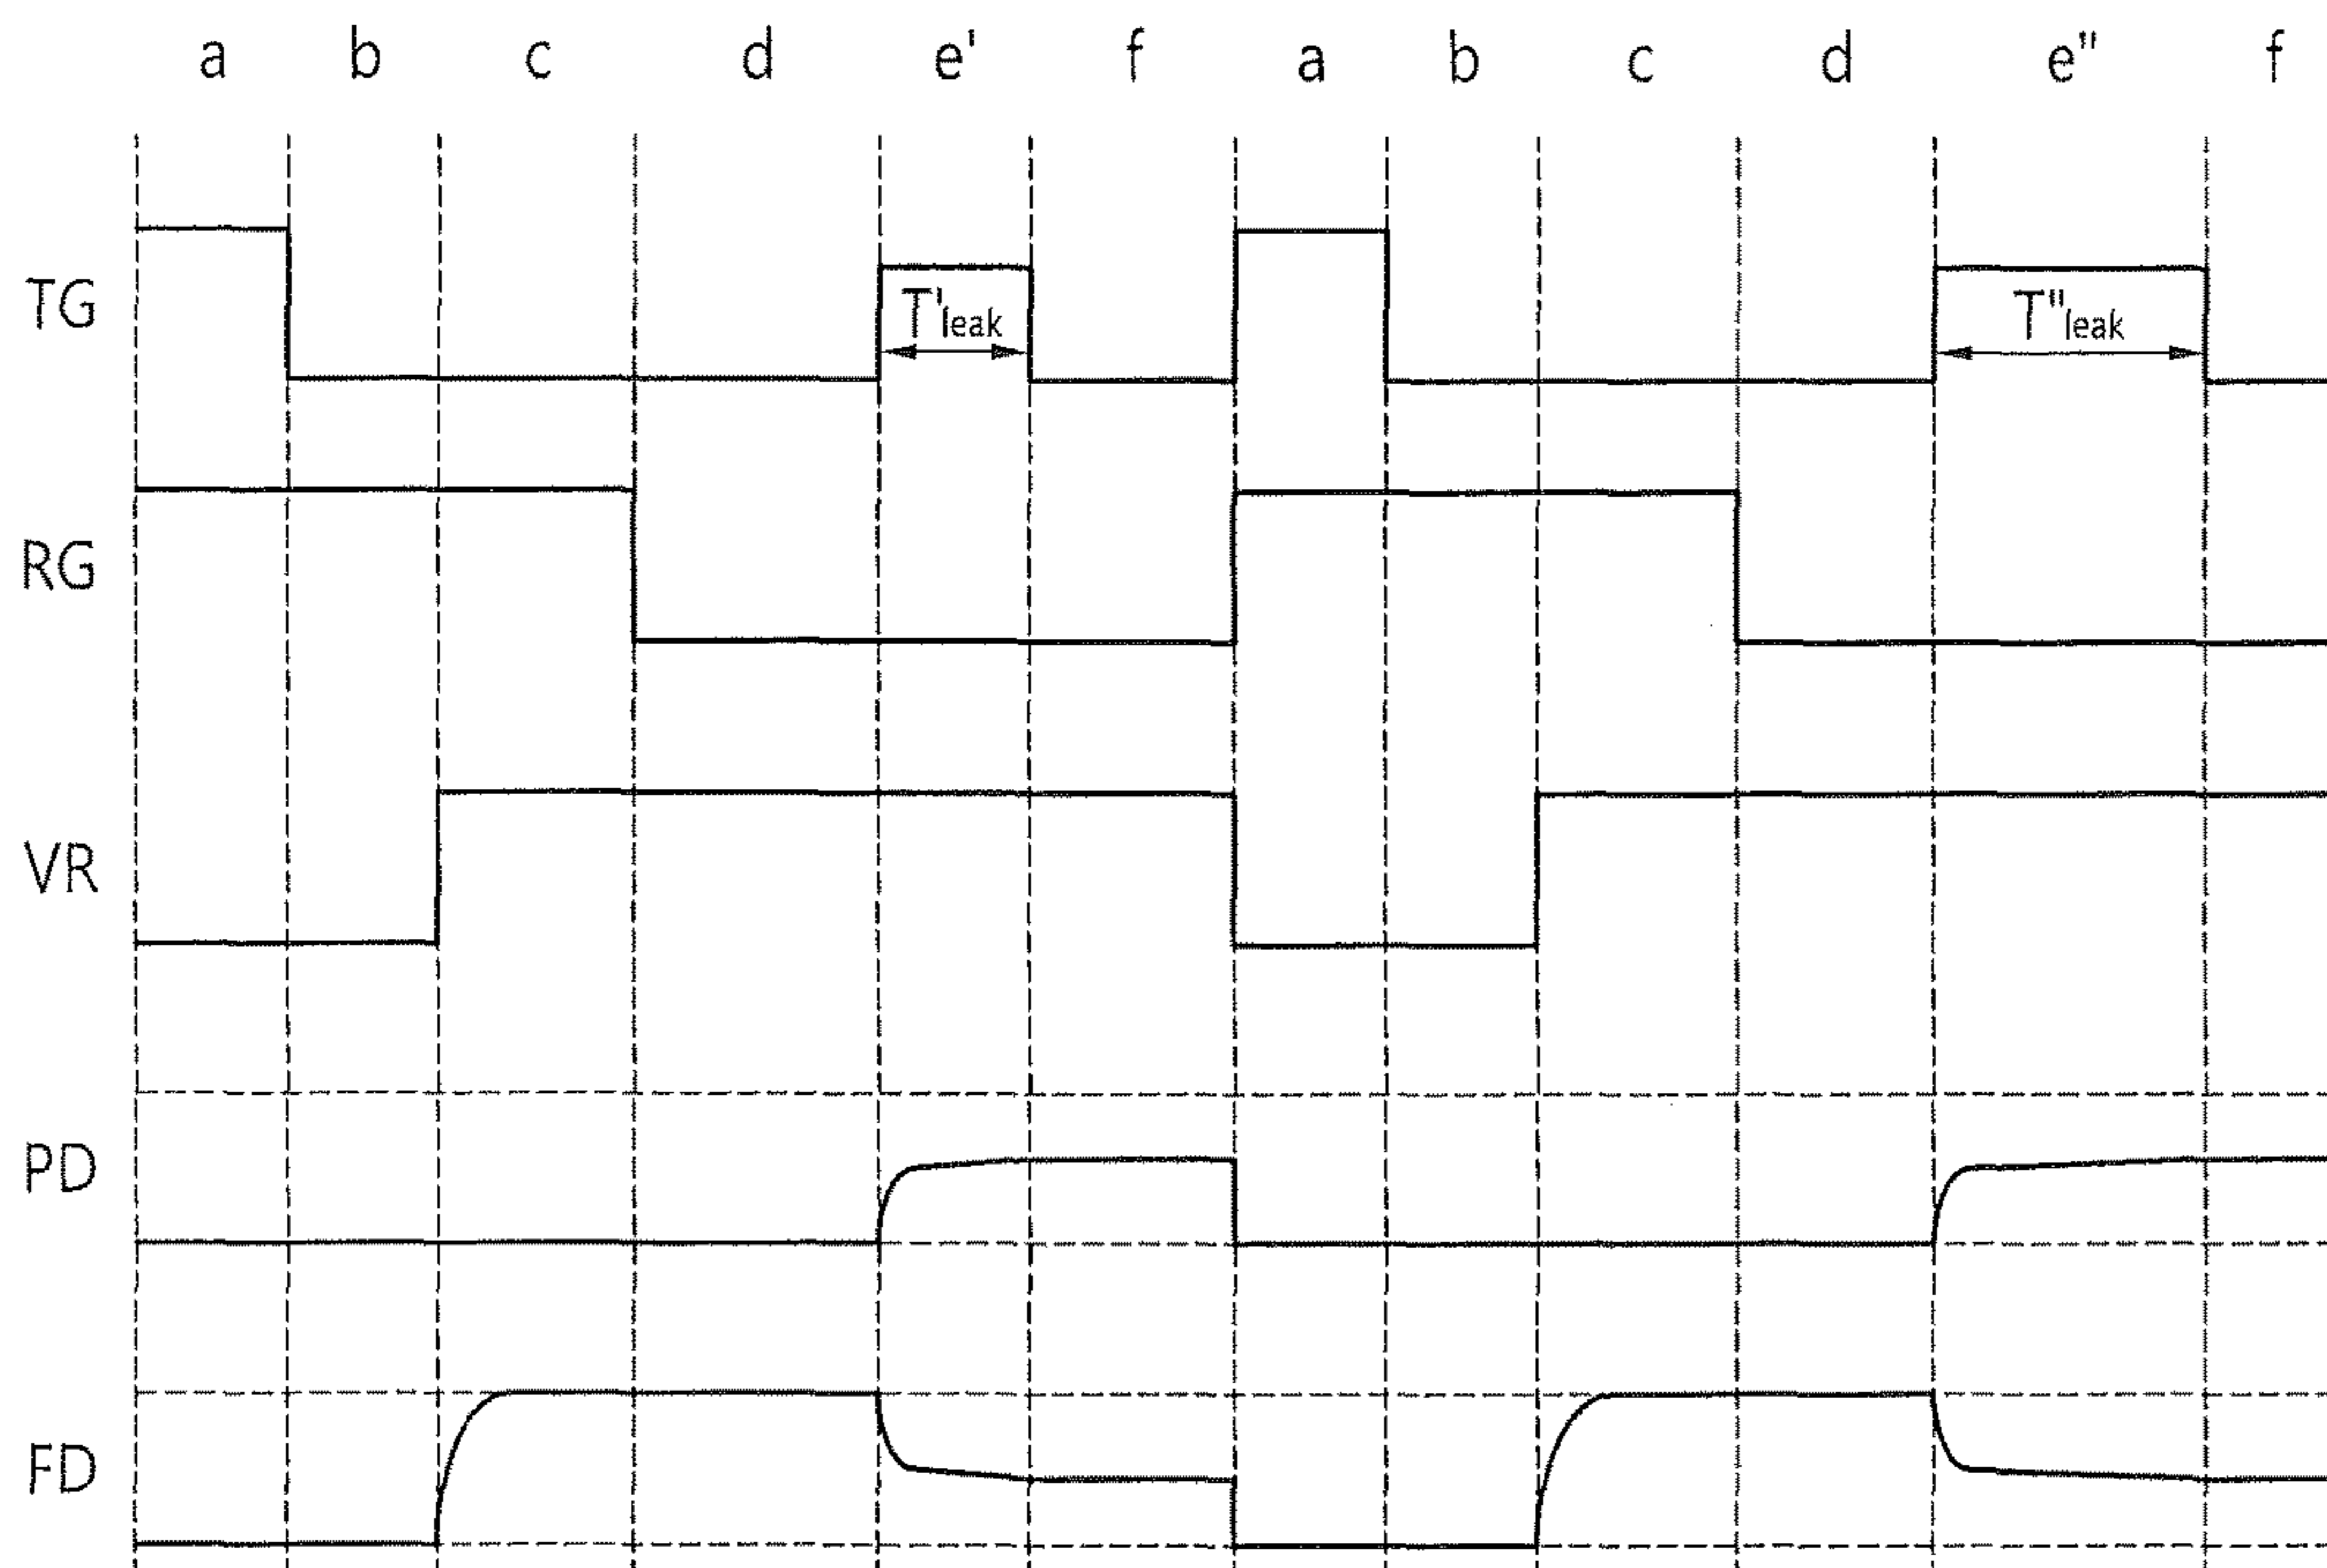 a b c d e' f a b c d e" f
TG
T'leak
T"leak
RG
VR
PD
FD